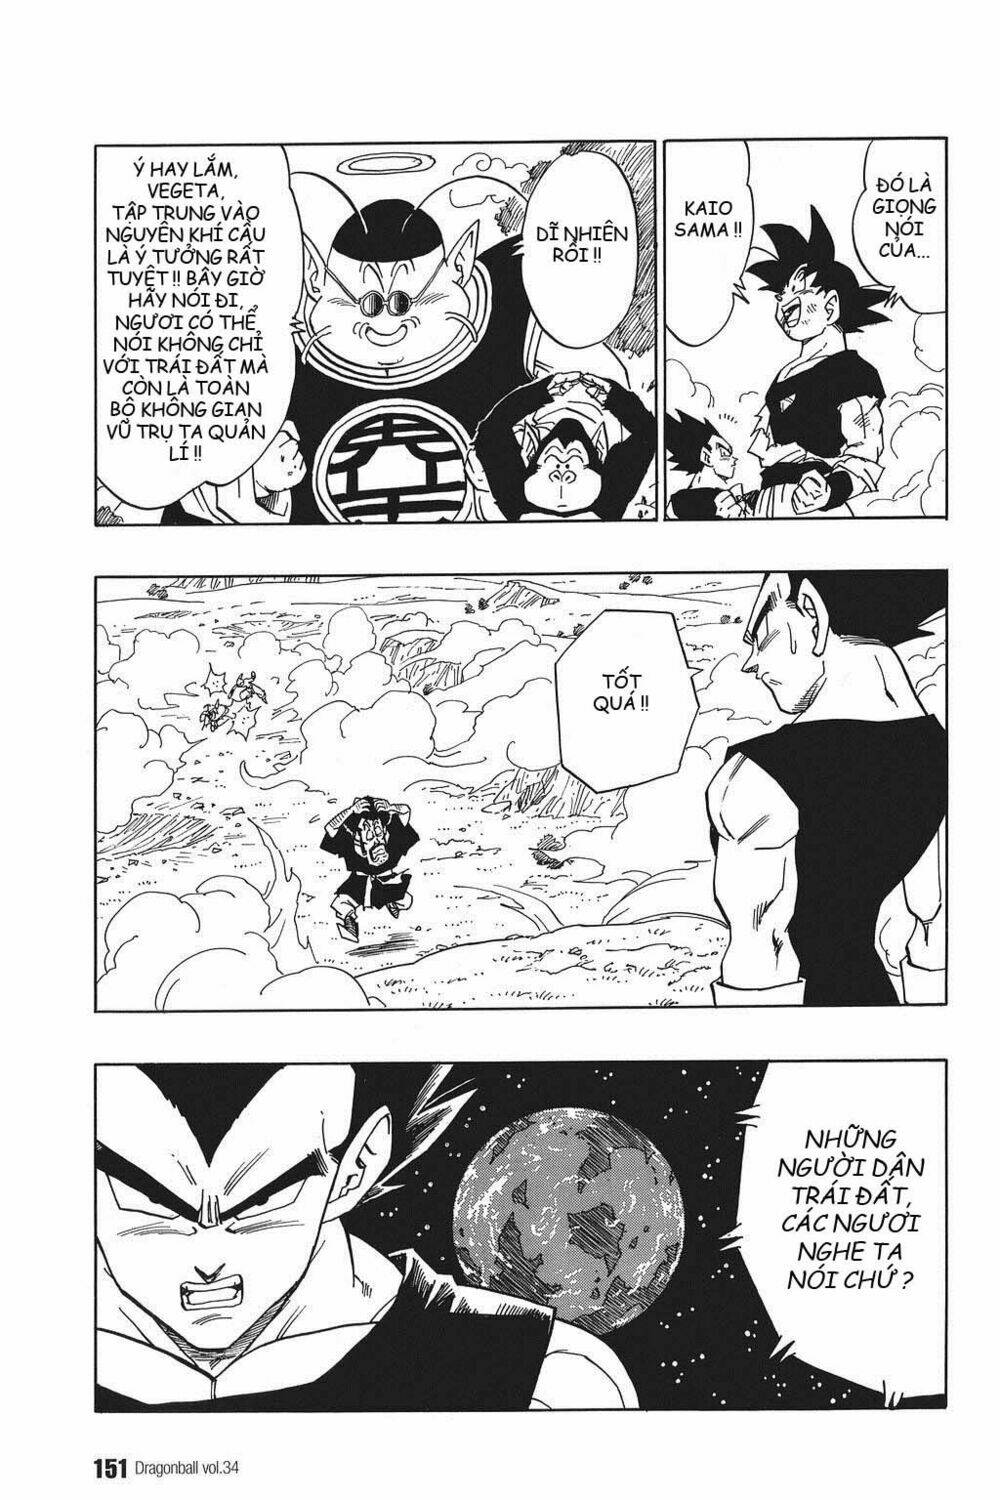 ĐÓ LÀ
GIỌNG
NÓI
CỦA...
KAIO
SAMA !!
DĨ NHIÊN
RỒI !!
Ý HAY LẮM,
VEGETA,
TẬP TRUNG VÀO
NGUYÊN KHÍ CẦU
LÀ Ý TƯỞNG RẤT
TUYỆT !! BÂY GIỜ
HÃY NÓI ĐI,
NGƯƠI CÓ THỂ
NÓI KHÔNG CHỈ
VỚI TRÁI ĐẤT MÀ
CÒN LÀ TOÀN
BỘ KHÔNG GIAN
VŨ TRỤ TA QUẢN
LÍ !!
TỐT
QUÁ !!
NHỮNG
NGƯỜI DÂN
TRÁI ĐẤT,
CÁC NGƯƠI
NGHE TA
NÓI CHỨ ?
151 Dragonball vol.34